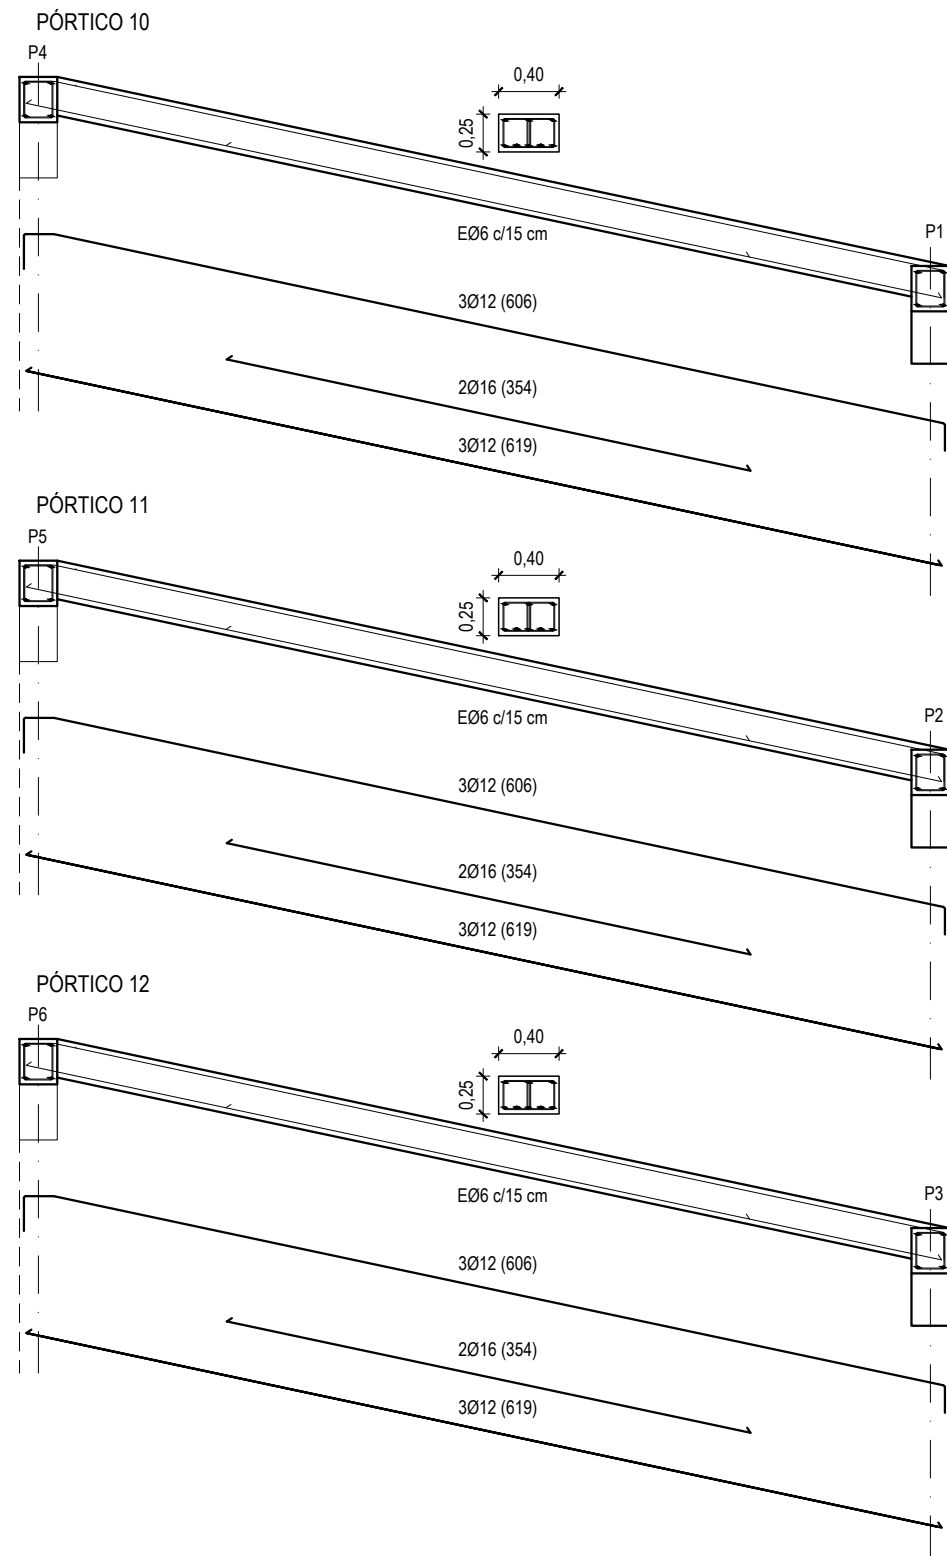 PÓRTICO 10
P4
0,40
0,25
P1
EØ6 c/15 cm
3Ø12 (606)
2Ø16 (354)
3Ø12 (619)
PÓRTICO 11
P5
0,40
0,25
P2
EØ6 c/15 cm
3Ø12 (606)
2Ø16 (354)
3Ø12 (619)
PÓRTICO 12
P6
0,40
0,25
P3
EØ6 c/15 cm
3Ø12 (606)
2Ø16 (354)
3Ø12 (619)